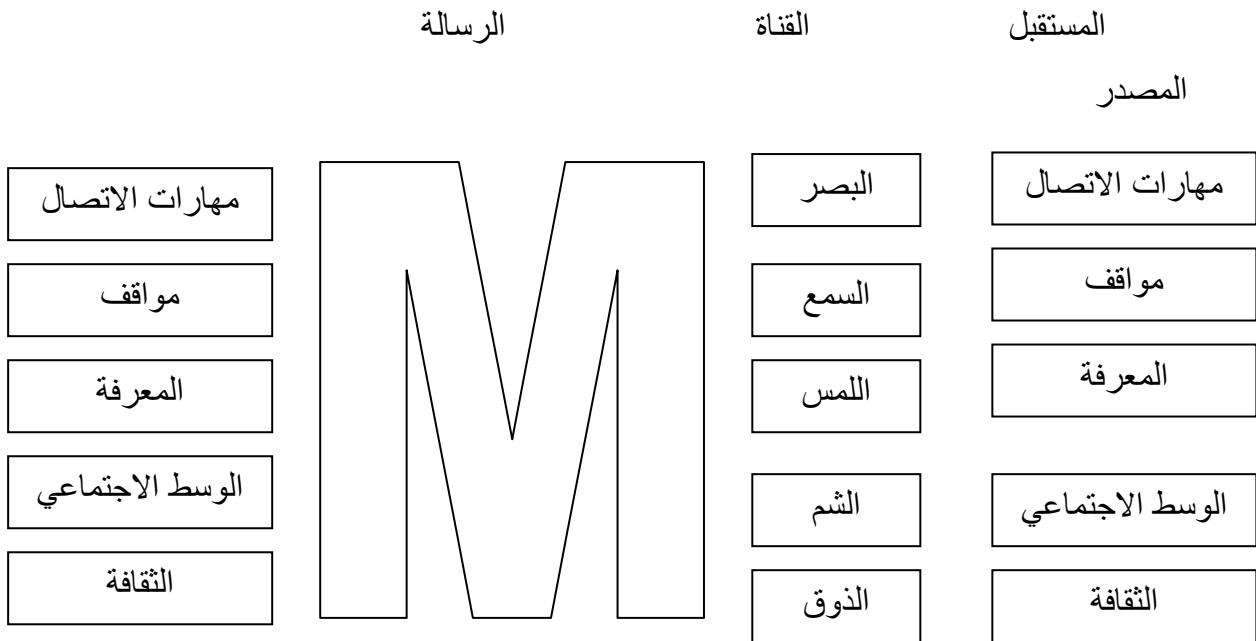 المستقبل القناة الرسالة
المصدر
مهارات الاتصال
مواقف
المعرفة
الوسط الاجتماعي
الثقافة
البصر
السمع
اللمس
الشم
الذوق
M
مهارات الاتصال
مواقف
المعرفة
الوسط الاجتماعي
الثقافة